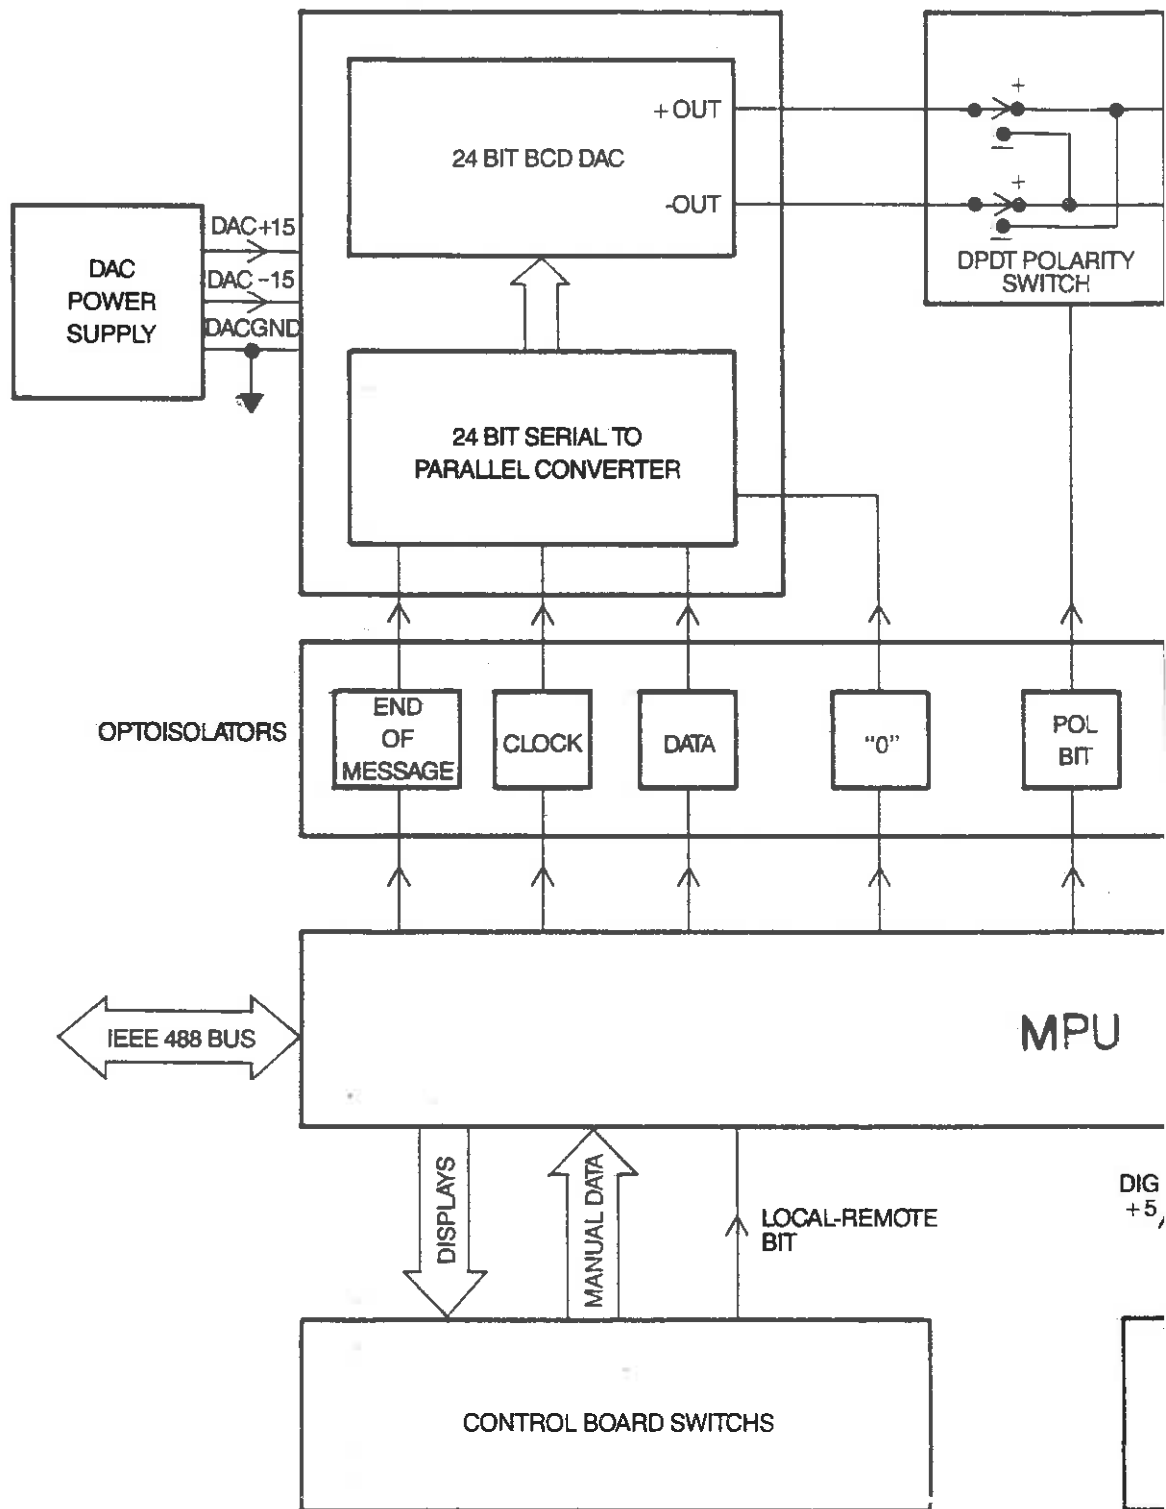 + OUT
24 BIT BCD DAC
-OUT
+
—
+
—
DPDT POLARITY
SWITCH
DAC
POWER
SUPPLY
DAC+15
DAC -15
DACGND
24 BIT SERIAL TO
PARALLEL CONVERTER
OPTOISOLATORS
END
OF
MESSAGE
CLOCK
DATA
"0"
POL
BIT
IEEE 488 BUS
MPU
DISPLAYS
MANUAL DATA
LOCAL-REMOTE
BIT
DIG
+5
CONTROL BOARD SWITCHS